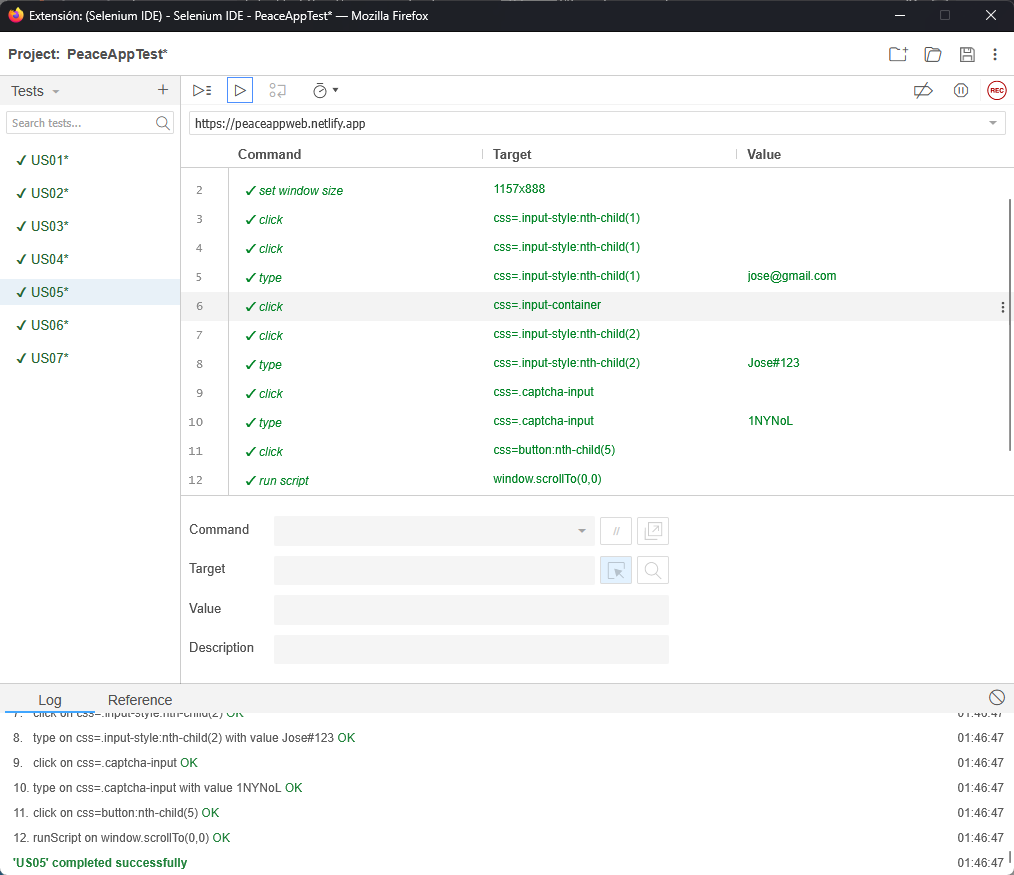 Extensión: (Selenium IDE) - Selenium IDE - PeaceAppTest* — Mozilla Firefox
Project: PeaceAppTest*
Tests
Search tests...
✓ US01*
✓ US02*
✓ US03*
✓ US04*
✓ US05*
✓ US06*
✓ US07*
REC
https://peaceappweb.netlify.app
Command Target Value
2 ✓ set window size 1157x888
3 ✓ click css=.input-style:nth-child(1)
4 ✓ click css=.input-style:nth-child(1)
5 ✓ type css=.input-style:nth-child(1) jose@gmail.com
6 ✓ click css=.input-container
7 ✓ click css=.input-style:nth-child(2)
8 ✓ type css=.input-style:nth-child(2) Jose#123
9 ✓ click css=.captcha-input
10 ✓ type css=.captcha-input 1NYNoL
11 ✓ click css=button:nth-child(5)
12 ✓ run script window.scrollTo(0,0)
Command //
Target
Value
Description
Log Reference
7. click on css=.input-style:nth-child(2) OK 01:46:47
8. type on css=.input-style:nth-child(2) with value Jose#123 OK 01:46:47
9. click on css=.captcha-input OK 01:46:47
10. type on css=.captcha-input with value 1NYNoL OK 01:46:47
11. click on css=button:nth-child(5) OK 01:46:47
12. runScript on window.scrollTo(0,0) OK 01:46:47
'US05' completed successfully 01:46:47